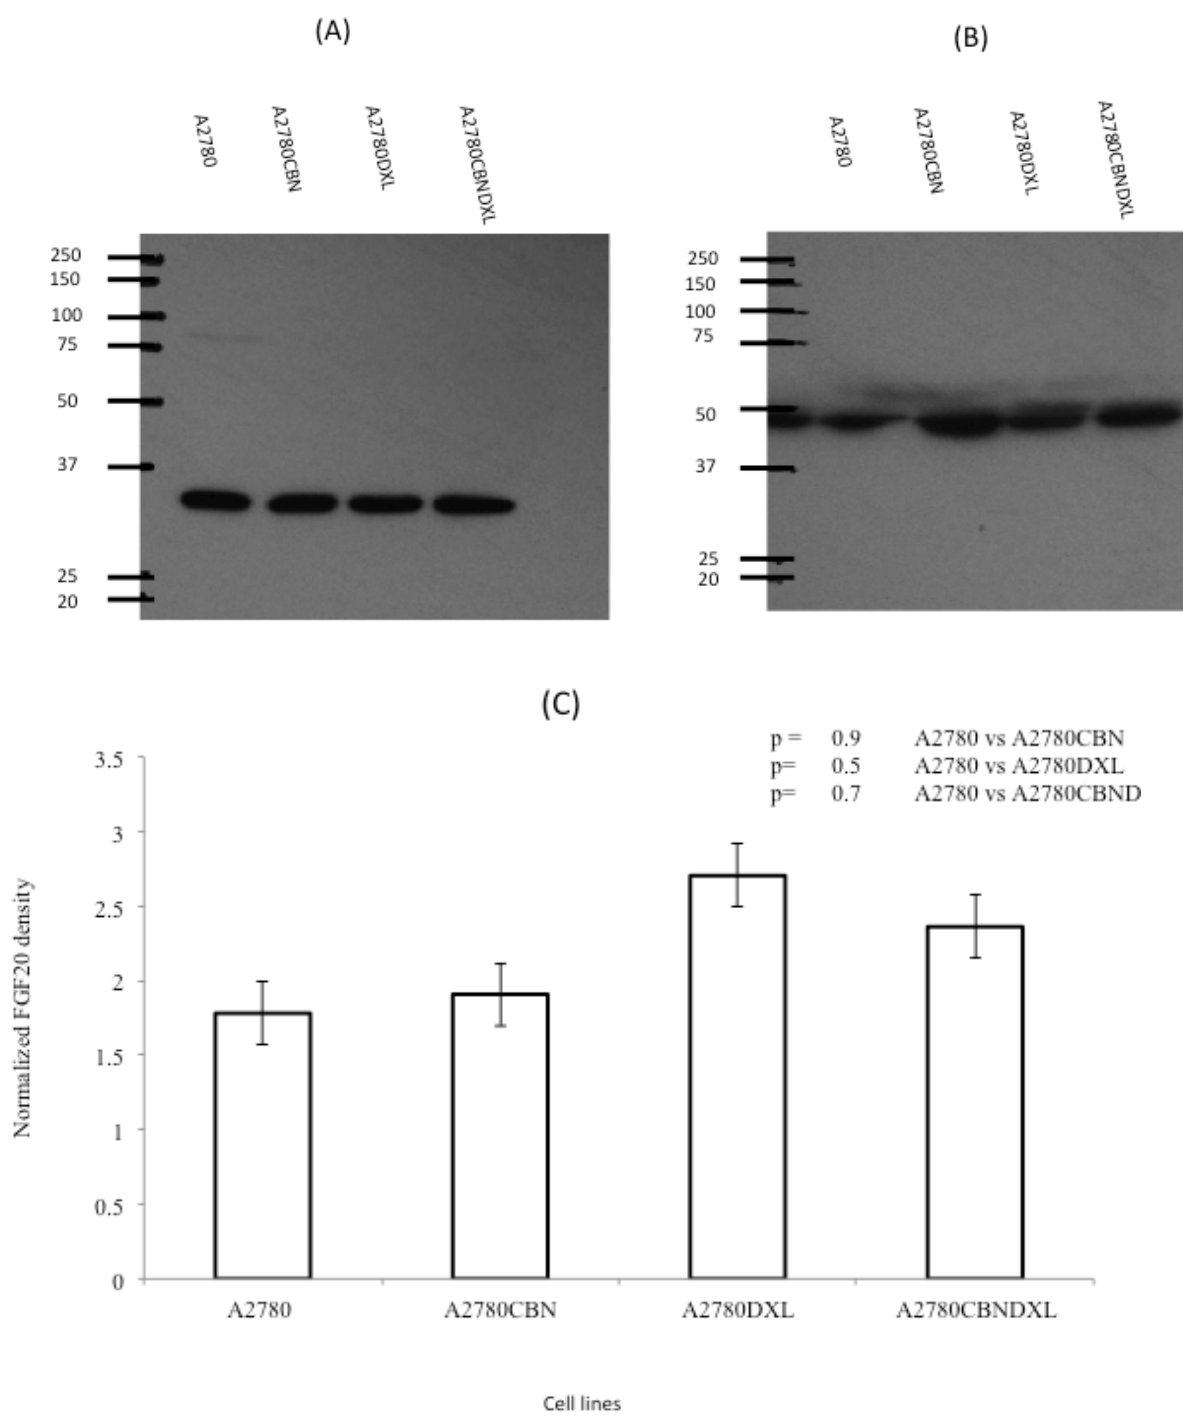 (A)
(B)
A2780
A2780CBN
A2780DXL
A2780CBNDXL
A2780
A2780CBN
A2780DXL
A2780CBNDXL
250
150
100
75
50
37
25
20
250
150
100
75
50
37
25
20
(C)
p = 0.9 A2780 vs A2780CBN
p= 0.5 A2780 vs A2780DXL
p= 0.7 A2780 vs A2780CBND
Normalized FGF20 density
3.5
3
2.5
2
1.5
1
0.5
0
A2780 A2780CBN A2780DXL A2780CBNDXL
Cell lines